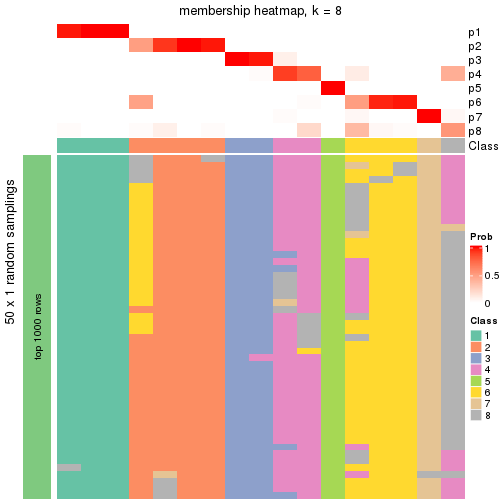 membership heatmap, k = 8
p1
p2
p3
p4
p5
p6
p7
p8
Class
50 x 1 random samplings
top 1000 rows
Prob
1
0.5
0
Class
1
2
3
4
5
6
7
8